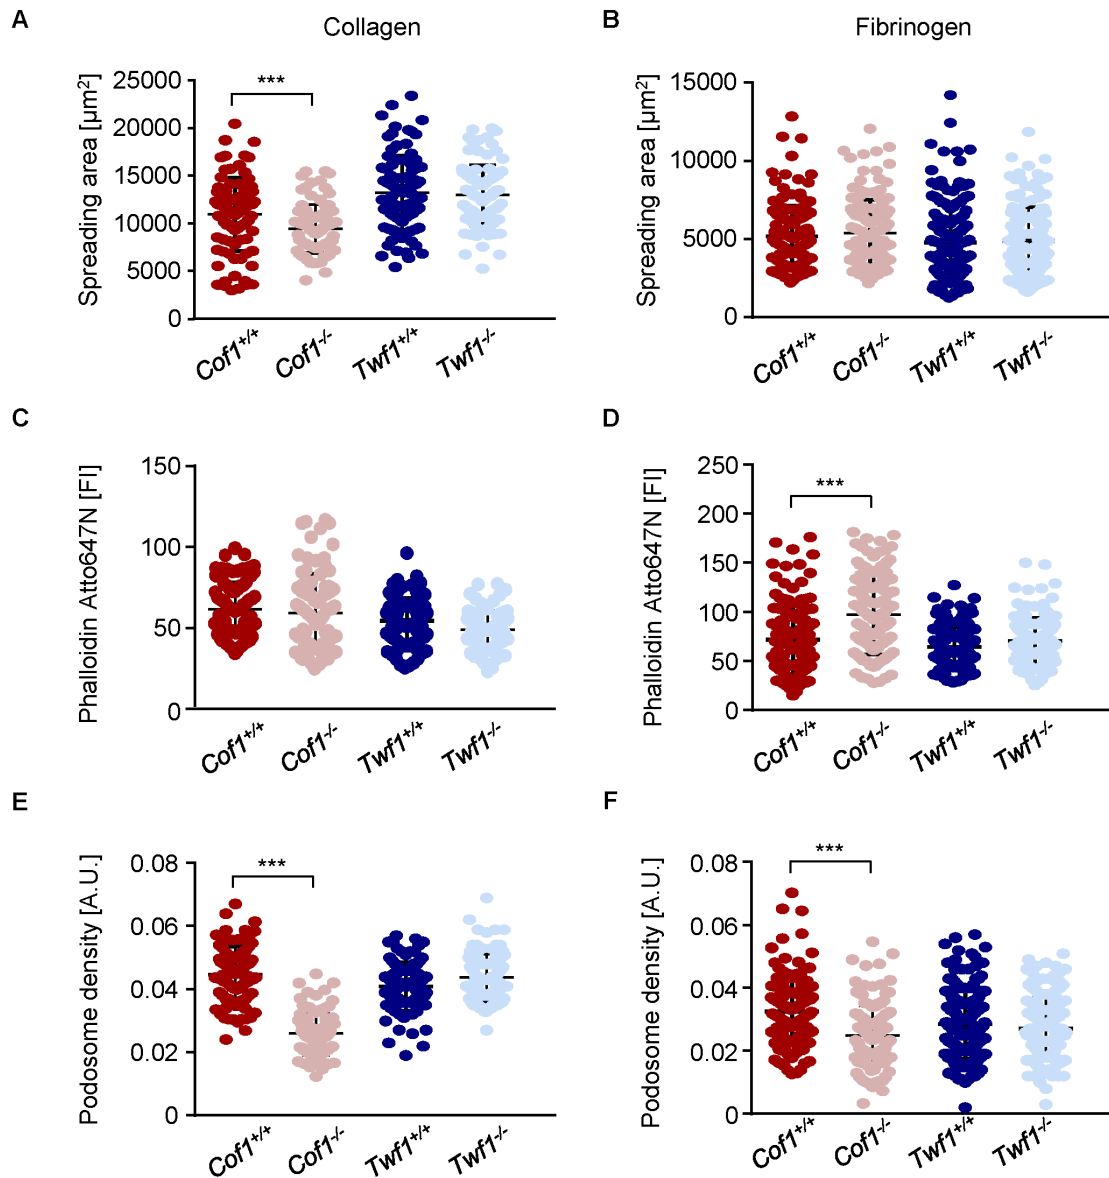 A
Collagen
B
Fibrinogen
Spreading area [µm²]
25000
20000
15000
10000
5000
0
***
Cof1+/+
Cof1-/-
Twf1+/+
Twf1-/-
Spreading area [µm²]
15000
10000
5000
0
Cof1+/+
Cof1-/-
Twf1+/+
Twf1-/-
C
D
Phalloidin Atto647N [FI]
150
100
50
0
Cof1+/+
Cof1-/-
Twf1+/+
Twf1-/-
Phalloidin Atto647N [FI]
250
200
150
100
50
0
***
Cof1+/+
Cof1-/-
Twf1+/+
Twf1-/-
E
F
Podosome density [A.U.]
0.08
0.06
0.04
0.02
0
***
Cof1+/+
Cof1-/-
Twf1+/+
Twf1-/-
Podosome density [A.U.]
0.08
0.06
0.04
0.02
0
***
Cof1+/+
Cof1-/-
Twf1+/+
Twf1-/-